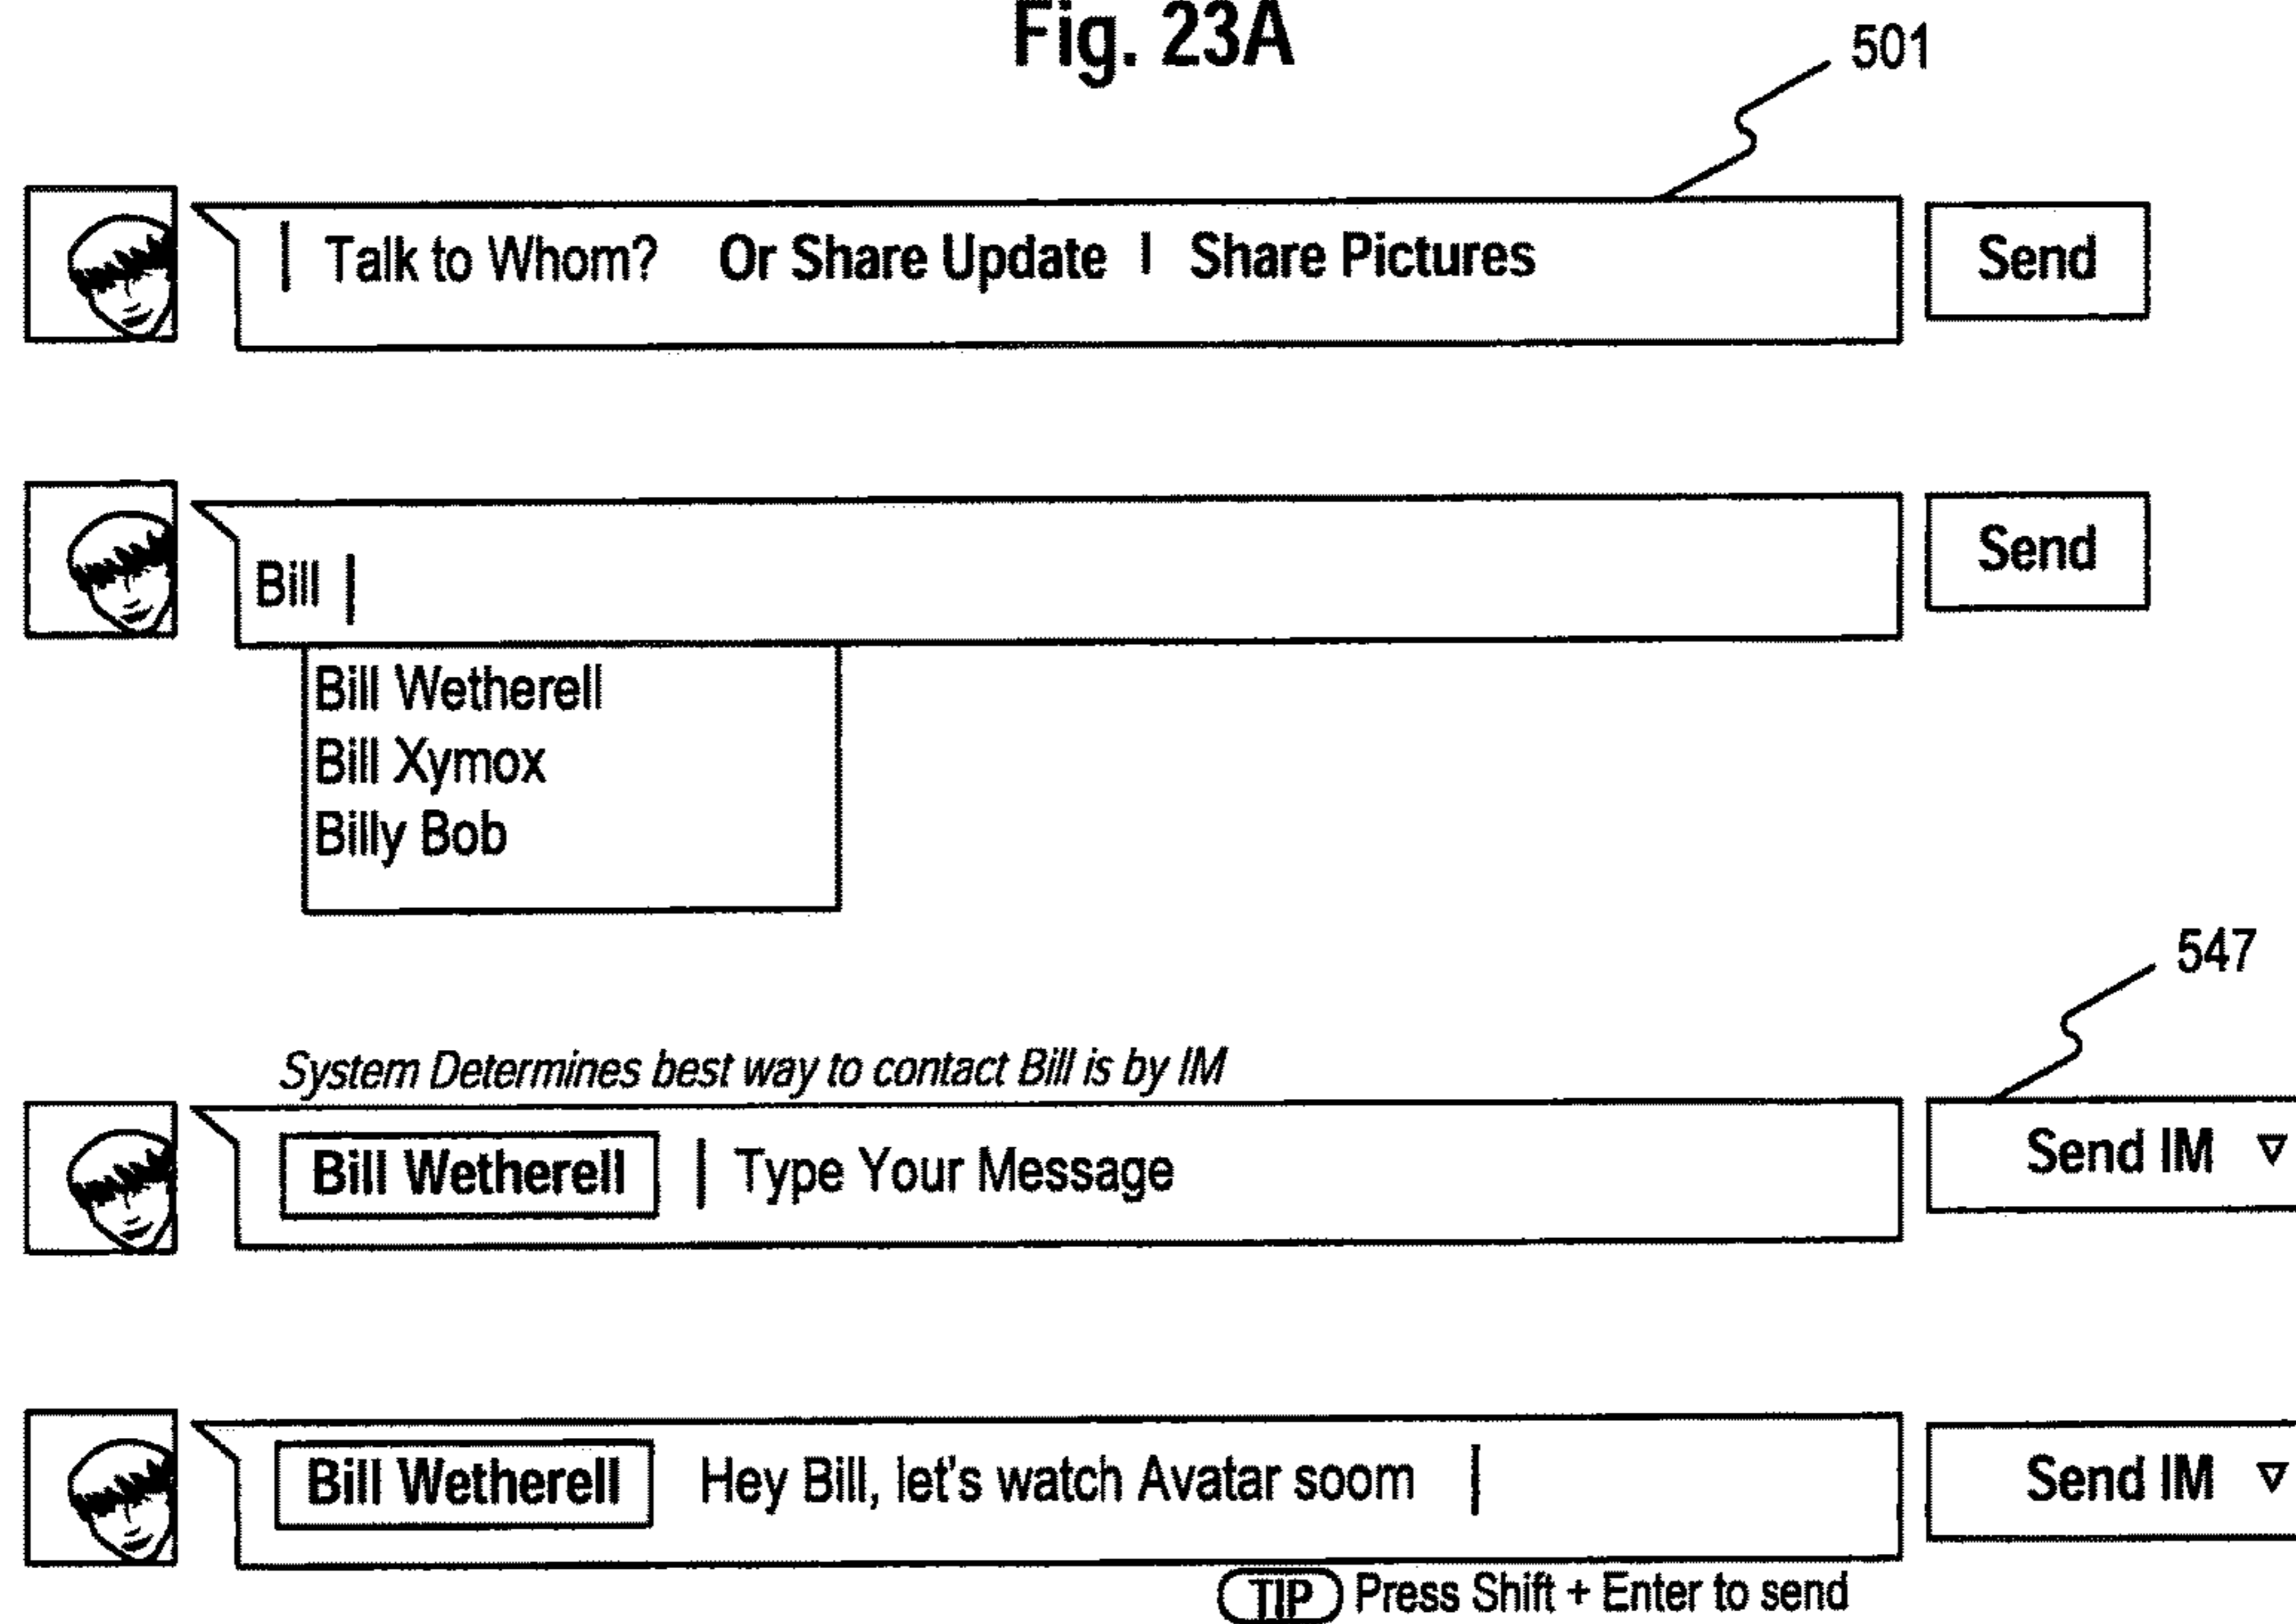 Fig. 23A
501
Talk to Whom? Or Share Update | Share Pictures
Send
Bill
Send
Bill Wetherell
Bill Xymox
Billy Bob
547
System Determines best way to contact Bill is by IM
Bill Wetherell Type Your Message
Send IM
Bill Wetherell Hey Bill, let's watch Avatar soom
Send IM
TIP Press Shift + Enter to send